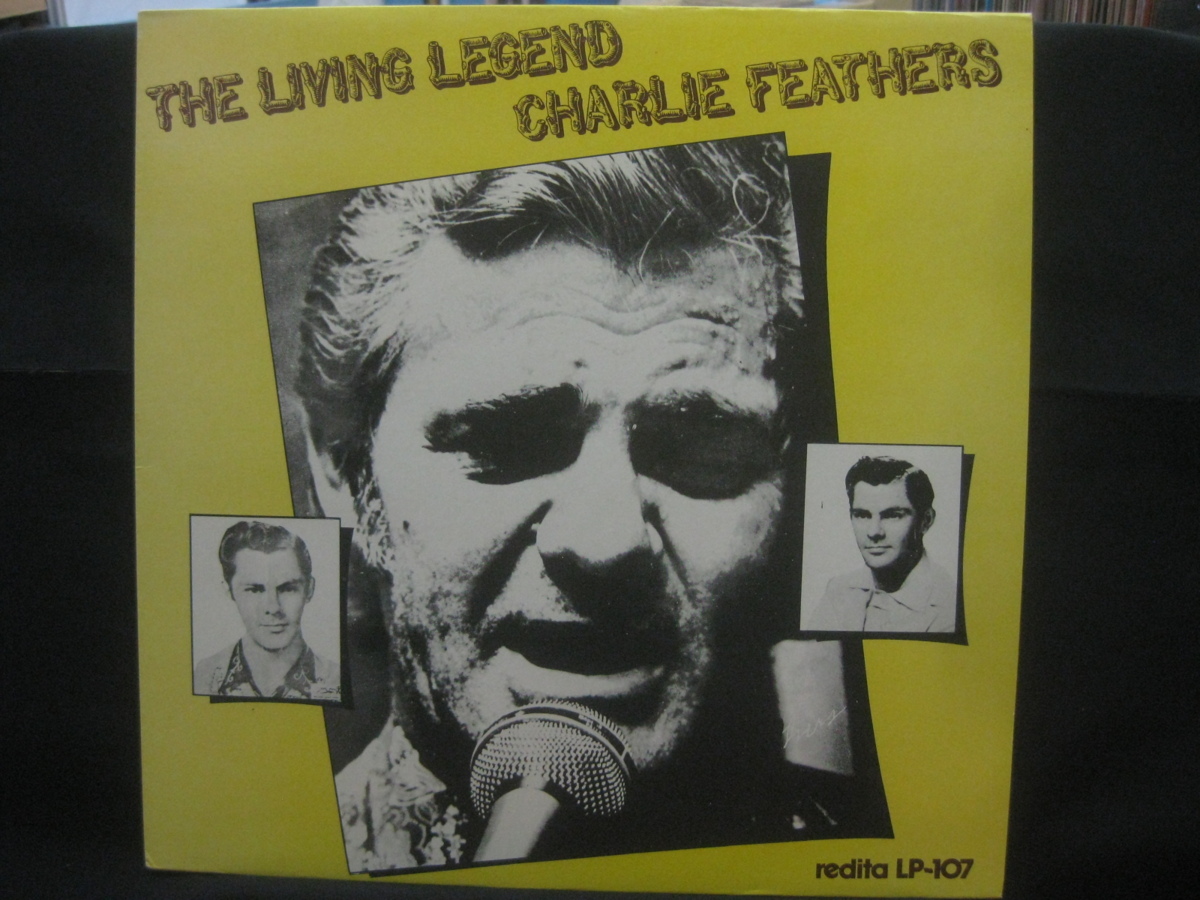 THE LIVING LEGEND
CHARLIE FEATHERS
redita LP-107